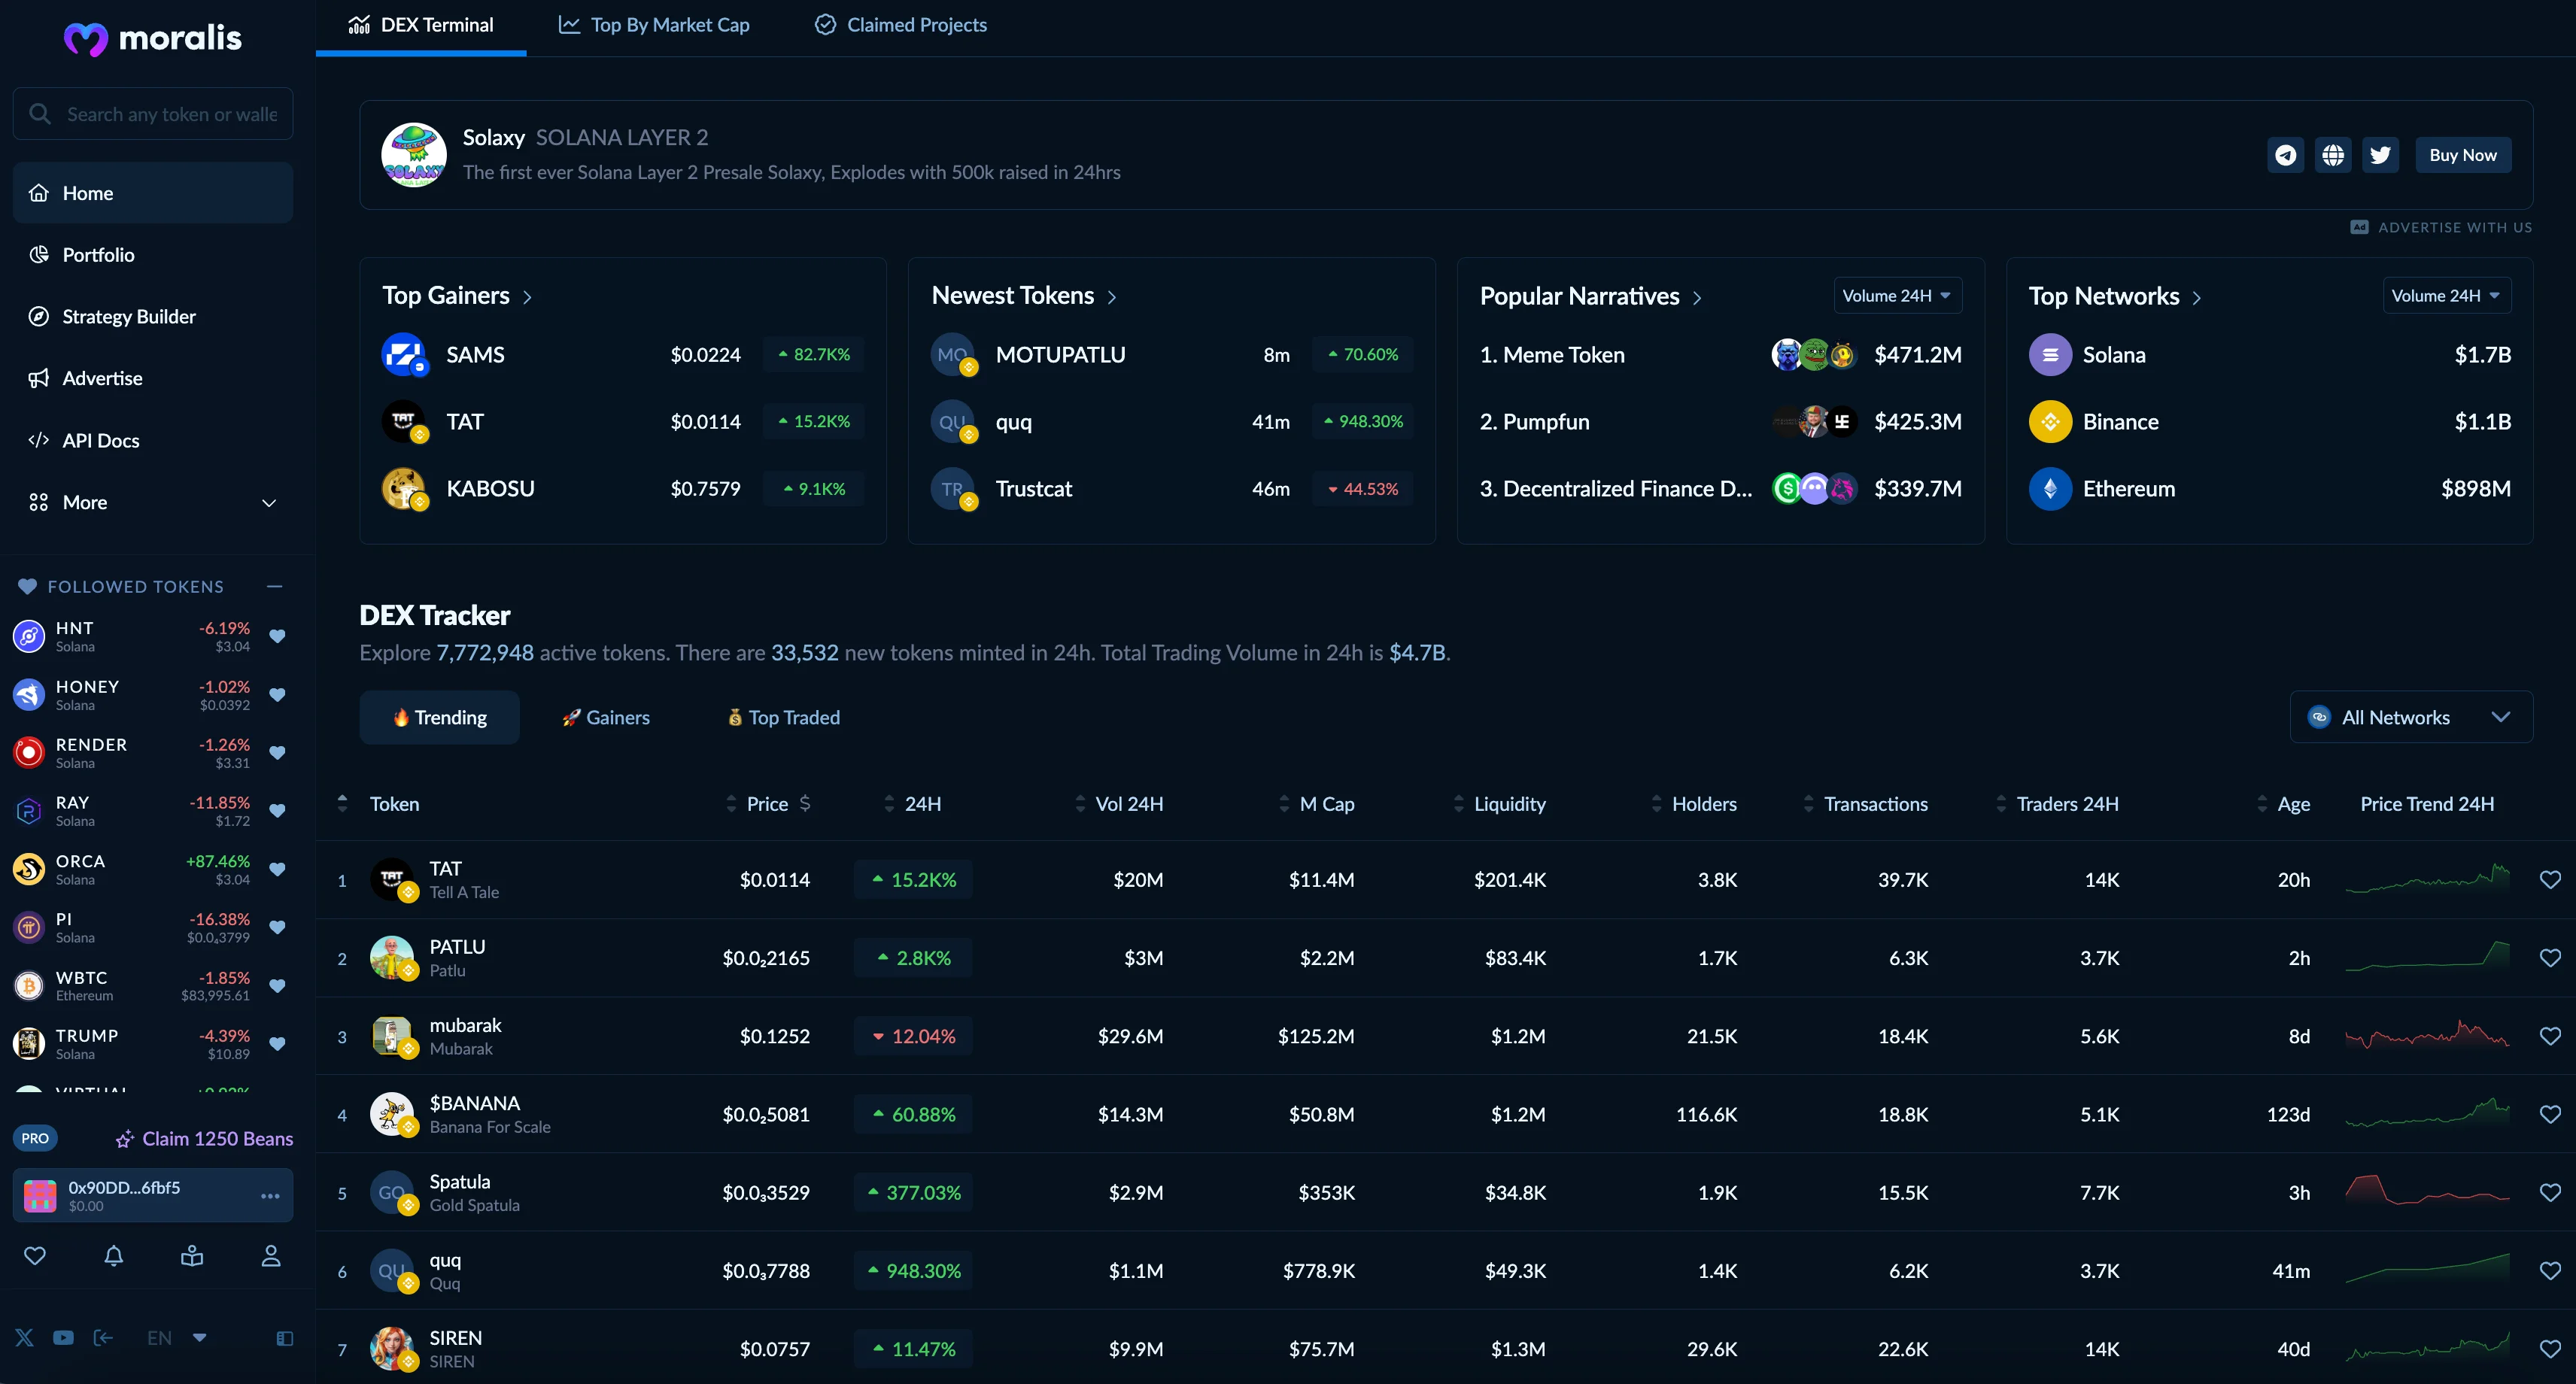 moralis
Search any token or walle
Home
Portfolio
Strategy Builder
Advertise
API Docs
More
FOLLOWED TOKENS
HNT -6.19%
Solana $3.04
HONEY -1.02%
Solana $0.0392
RENDER -1.26%
Solana $3.31
RAY -11.85%
Solana $1.72
ORCA +87.46%
Solana $3.04
PI -16.38%
Solana $0.0₄3799
WBTC -1.85%
Ethereum $83,995.61
TRUMP -4.39%
Solana $10.89
PRO Claim 1250 Beans
0x90DD...6fbf5
$0.00
EN
DEX Terminal Top By Market Cap Claimed Projects
Solaxy SOLANA LAYER 2
The first ever Solana Layer 2 Presale Solaxy, Explodes with 500k raised in 24hrs
Buy Now
Ad ADVERTISE WITH US
Top Gainers
SAMS $0.0224 82.7K%
TAT $0.0114 15.2K%
KABOSU $0.7579 9.1K%
Newest Tokens
MO MOTUPATLU 8m 70.60%
QU quq 41m 948.30%
TR Trustcat 46m 44.53%
Popular Narratives Volume 24H
1. Meme Token $471.2M
2. Pumpfun $425.3M
3. Decentralized Finance D... $339.7M
Top Networks Volume 24H
Solana $1.7B
Binance $1.1B
Ethereum $898M
DEX Tracker
Explore 7,772,948 active tokens. There are 33,532 new tokens minted in 24h. Total Trading Volume in 24h is $4.7B.
🔥 Trending 🚀 Gainers 💰 Top Traded All Networks
Token Price $ 24H Vol 24H M Cap Liquidity Holders Transactions Traders 24H Age Price Trend 24H
1 TAT $0.0114 15.2K% $20M $11.4M $201.4K 3.8K 39.7K 14K 20h
Tell A Tale
2 PATLU $0.0₂2165 2.8K% $3M $2.2M $83.4K 1.7K 6.3K 3.7K 2h
Patlu
3 mubarak $0.1252 12.04% $29.6M $125.2M $1.2M 21.5K 18.4K 5.6K 8d
Mubarak
4 $BANANA $0.0₂5081 60.88% $14.3M $50.8M $1.2M 116.6K 18.8K 5.1K 123d
Banana For Scale
5 GO Spatula $0.0₃3529 377.03% $2.9M $353K $34.8K 1.9K 15.5K 7.7K 3h
Gold Spatula
6 QU quq $0.0₃7788 948.30% $1.1M $778.9K $49.3K 1.4K 6.2K 3.7K 41m
Quq
7 SIREN $0.0757 11.47% $9.9M $75.7M $1.3M 29.6K 22.6K 14K 40d
SIREN